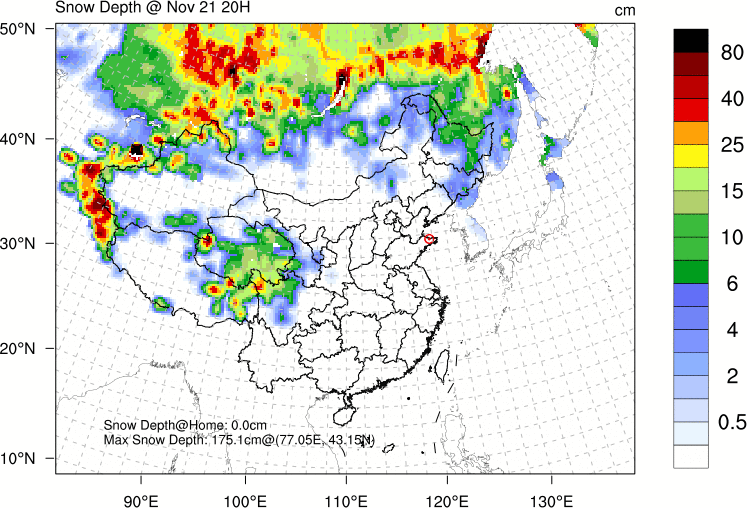 Snow Depth @ Nov 21 20H
cm
50°N
40°N
30°N
20°N
10°N
90°E
100°E
110°E
120°E
130°E
80
40
25
15
10
6
4
2
0.5
Snow Depth@Home: 0.0cm
Max Snow Depth: 175.1cm@(77.05E, 43.15N)